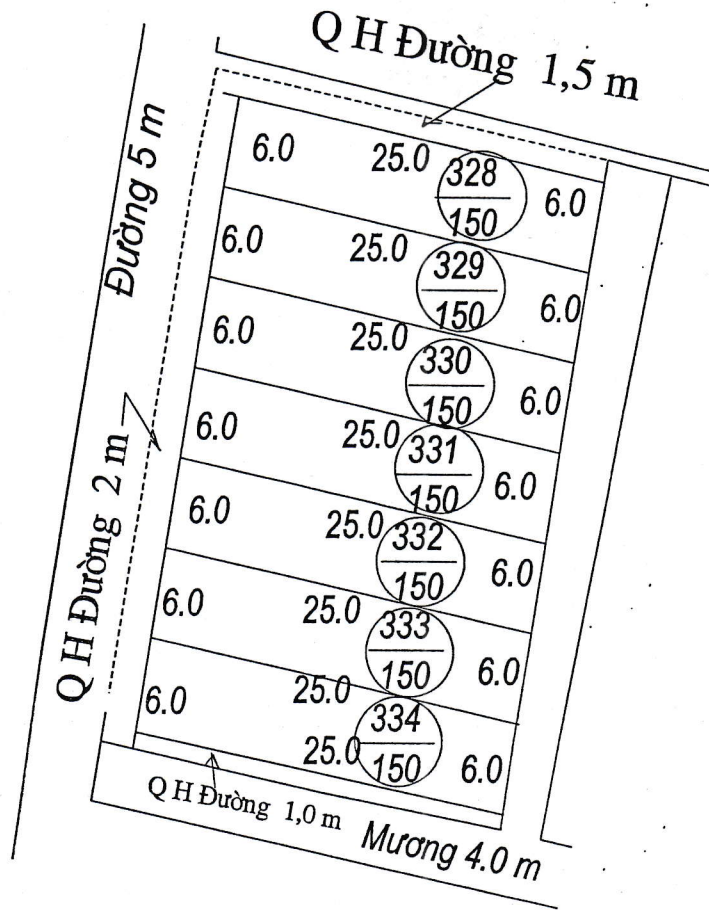 Q H Đường 1,5 m
Đường 5 m
6.0 25.0 328 6.0
150
6.0 25.0 329 6.0
150
6.0 25.0 330 6.0
150
6.0 25.0 331 6.0
150
Q H Đường 2 m
6.0 25.0 332 6.0
150
6.0 25.0 333 6.0
150
6.0 25.0 334 6.0
25.0 150
Q H Đường 1,0 m
Mương 4.0 m